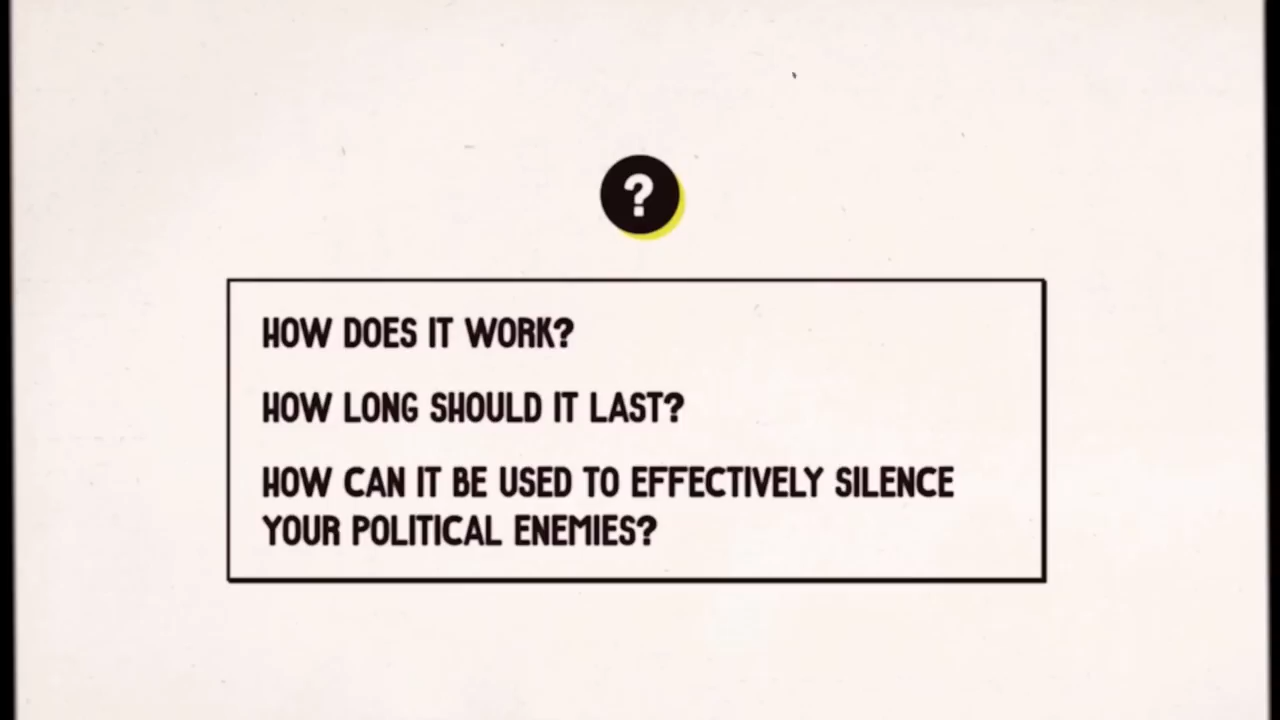 ?
HOW DOES IT WORK?
HOW LONG SHOULD IT LAST?
HOW CAN IT BE USED TO EFFECTIVELY SILENCE
YOUR POLITICAL ENEMIES?